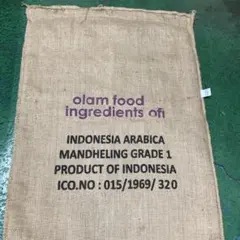 olam food
ingredients ofi
INDONESIA ARABICA
MANDHELING GRADE 1
PRODUCT OF INDONESIA
ICO.NO : 015/1969/ 320